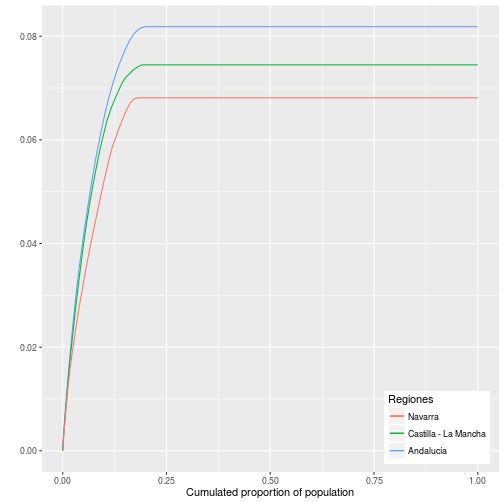 0.08
0.06
0.04
0.02
0.00
Regiones
Navarra
Castilla - La Mancha
Andalucía
0.00 0.25 0.50 0.75 1.00
Cumulated proportion of population